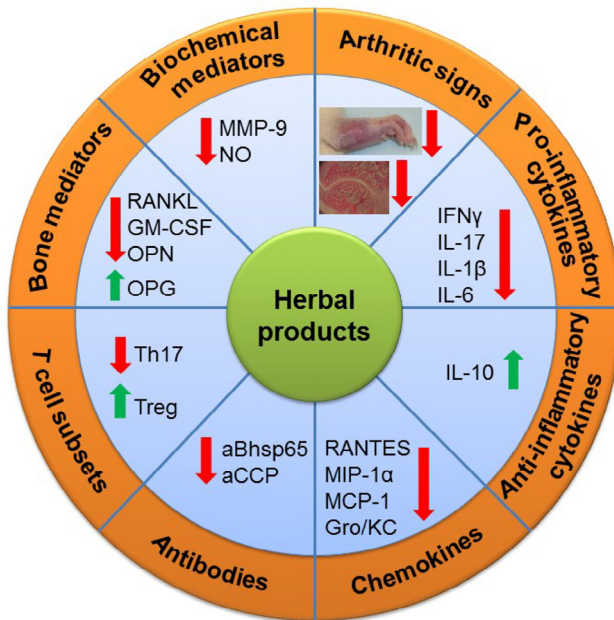 Biochemical
mediators
Arthritic signs
Pro-inflammatory
cytokines
Anti-inflammatory
cytokines
Chemokines
Antibodies
T cell subsets
Bone mediators
MMP-9
NO
IFNγ
IL-17
IL-1β
IL-6
IL-10
RANTES
MIP-1α
MCP-1
Gro/KC
aBhsp65
aCCP
Th17
Treg
RANKL
GM-CSF
OPN
OPG
Herbal
products